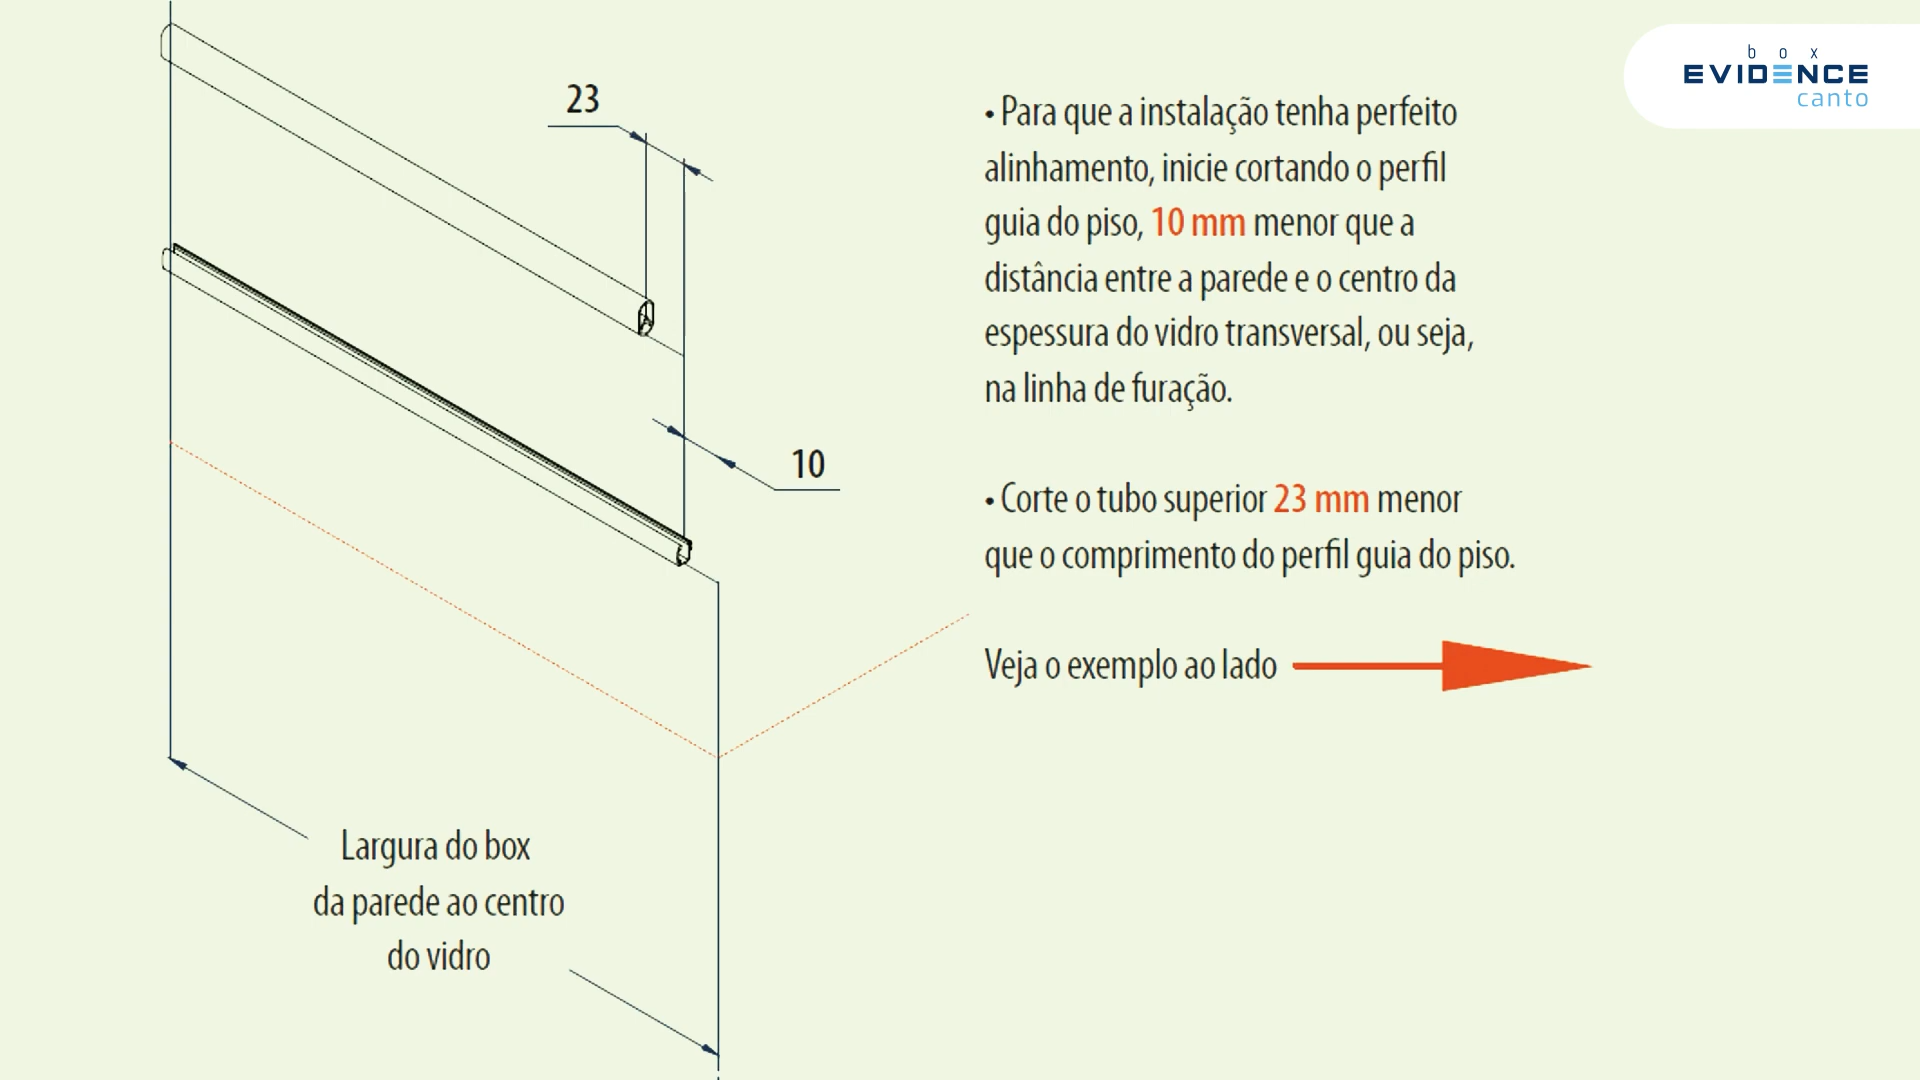 box
EVIDENCE
canto
23
• Para que a instalação tenha perfeito
alinhamento, inicie cortando o perfil
guia do piso, 10 mm menor que a
distância entre a parede e o centro da
espessura do vidro transversal, ou seja,
na linha de furação.
10
• Corte o tubo superior 23 mm menor
que o comprimento do perfil guia do piso.
Veja o exemplo ao lado
Largura do box
da parede ao centro
do vidro